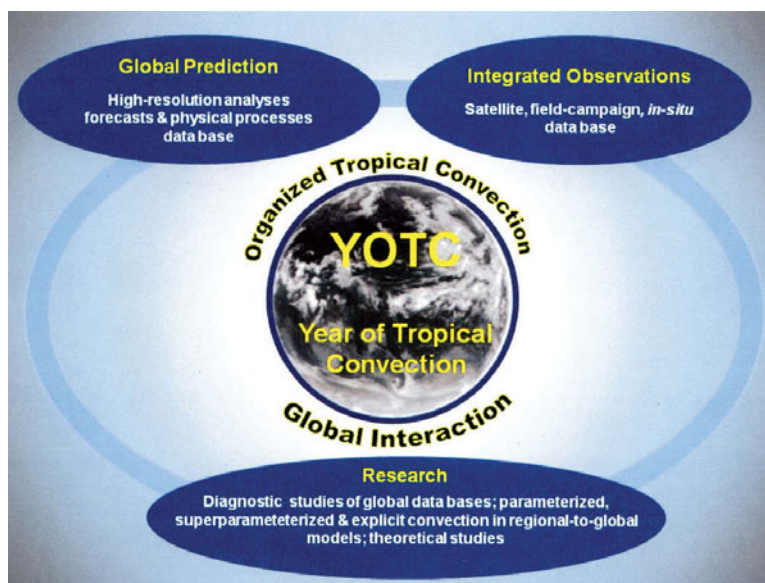 Global Prediction
High-resolution analyses
forecasts & physical processes
data base
Integrated Observations
Satellite, field-campaign, in-situ
data base
Organized Tropical Convection
YOTC
Year of Tropical
Convection
Global Interaction
Research
Diagnostic studies of global data bases; parameterized,
superparameteterized & explicit convection in regional-to-global
models; theoretical studies